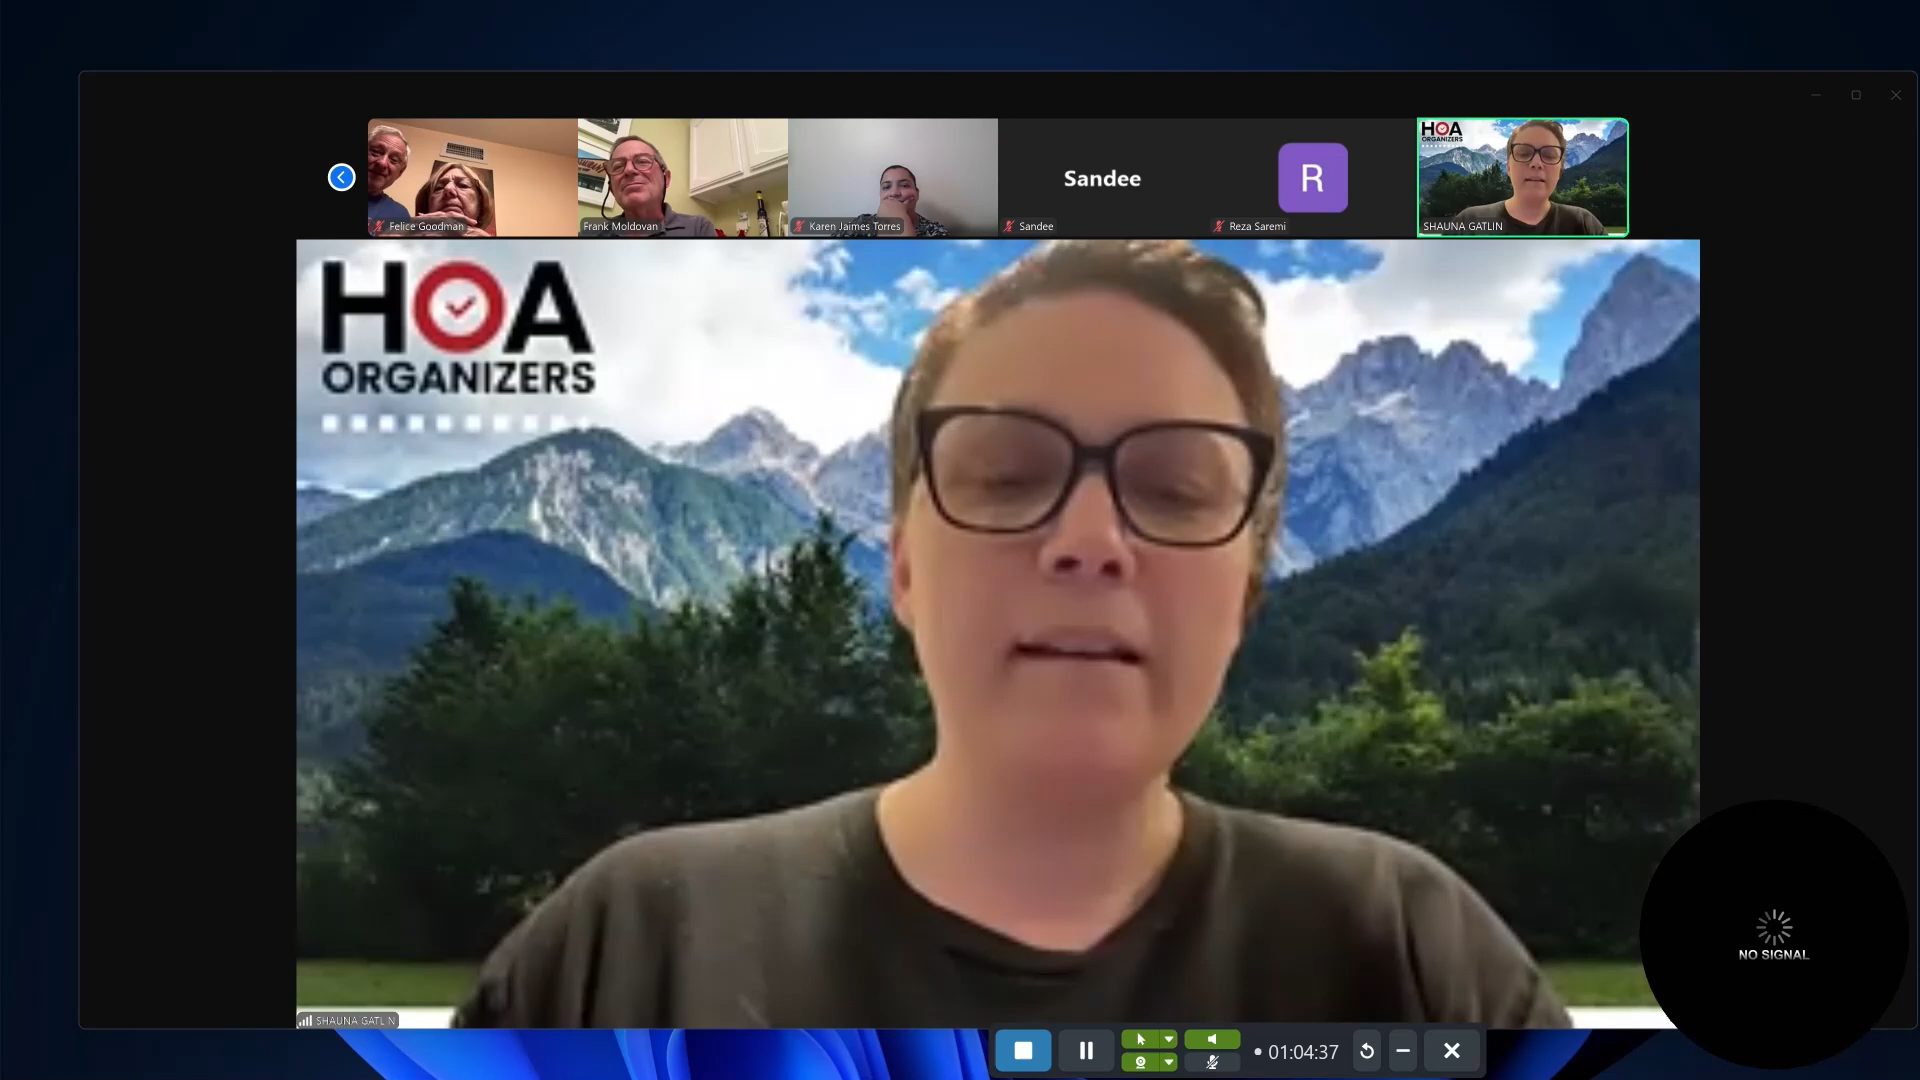 Felice Goodman
Frank Moldovan
Karen Jaimes Torres
Sandee
Sandee
R
Reza Saremi
HOA
ORGANIZERS
SHAUNA GATLIN
HOA
ORGANIZERS
SHAUNA GATLIN
NO SIGNAL
01:04:37